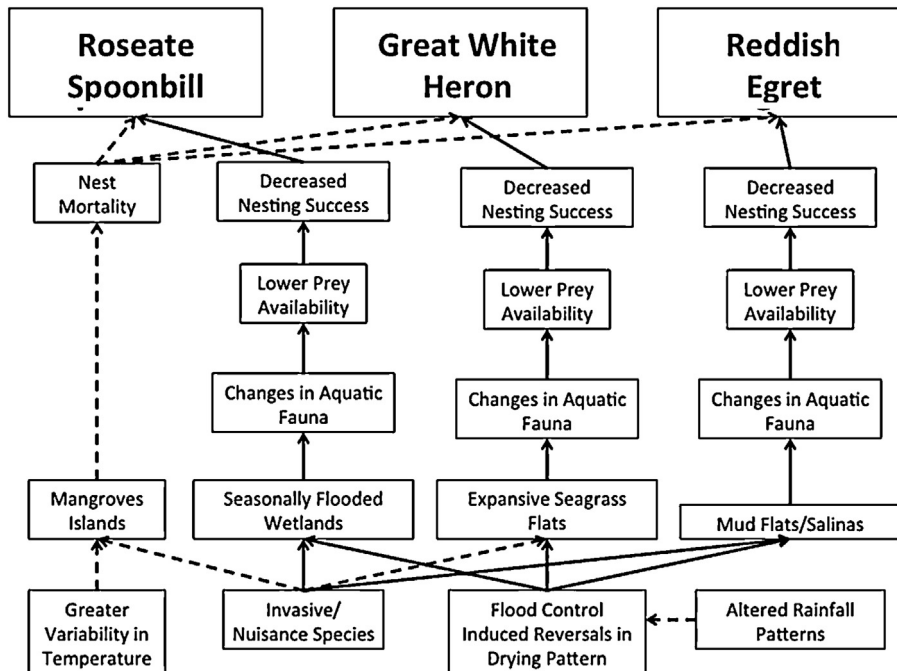 Roseate
Spoonbill
Great White
Heron
Reddish
Egret
Nest
Mortality
Decreased
Nesting Success
Decreased
Nesting Success
Decreased
Nesting Success
Lower Prey
Availability
Lower Prey
Availability
Lower Prey
Availability
Changes in Aquatic
Fauna
Changes in Aquatic
Fauna
Changes in Aquatic
Fauna
Mangroves
Islands
Seasonally Flooded
Wetlands
Expansive Seagrass
Flats
Mud Flats/Salinas
Greater
Variability in
Temperature
Invasive/
Nuisance Species
Flood Control
Induced Reversals in
Drying Pattern
Altered Rainfall
Patterns